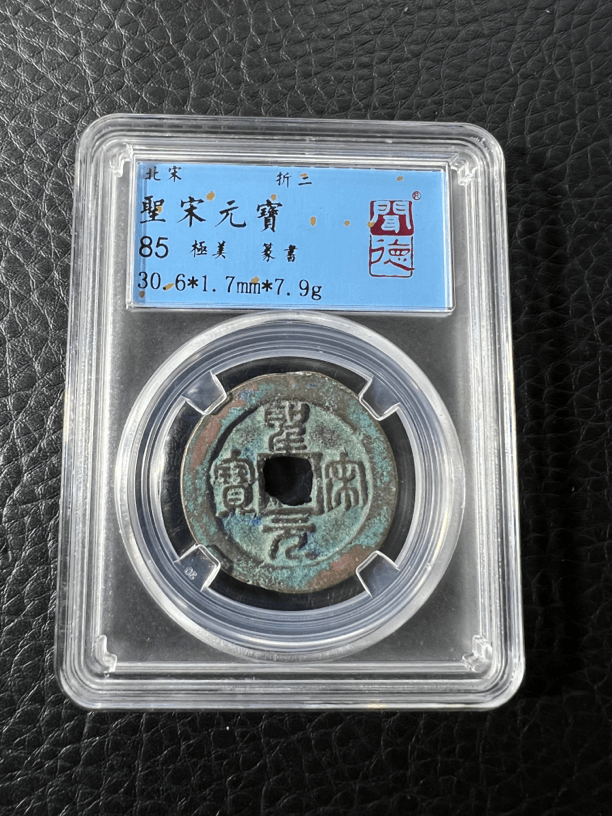 北宋 折二
聖宋元寶
85 極美 篆書
30.6*1.7mm*7.9g
聞德
®
聖宋元寶